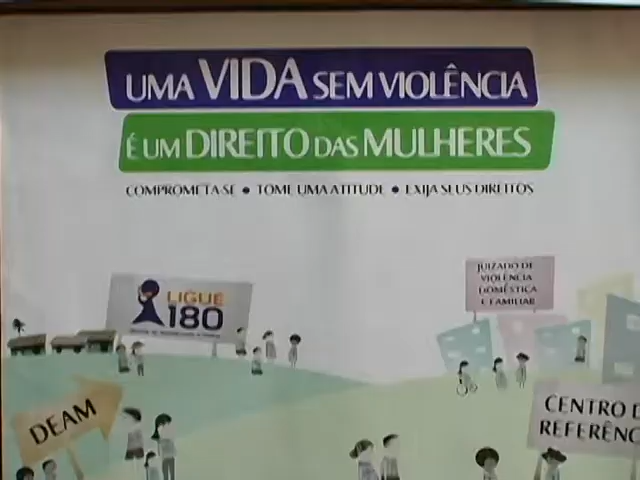 UMA VIDA SEM VIOLÊNCIA
É UM DIREITO DAS MULHERES
COMPROMETA-SE • TOME UMA ATITUDE • EXIJA SEUS DIREITOS
JUIZADO DE
VIOLÊNCIA
DOMÉSTICA
E FAMILIAR
LIGUE
180
DEAM
CENTRO D
REFERÊNC